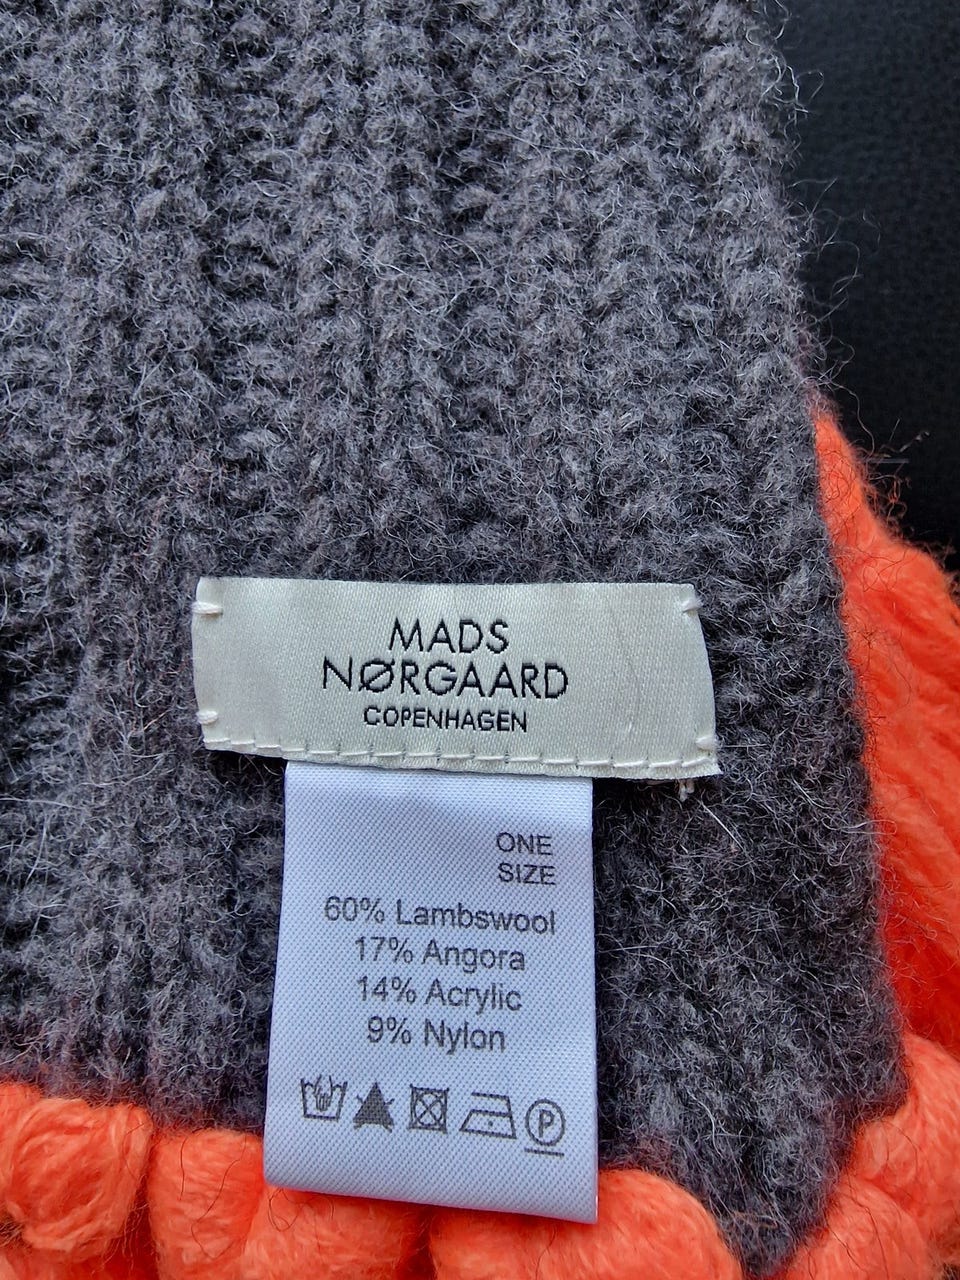 MADS
NØRGAARD
COPENHAGEN
ONE
SIZE
60% Lambswool
17% Angora
14% Acrylic
9% Nylon
P